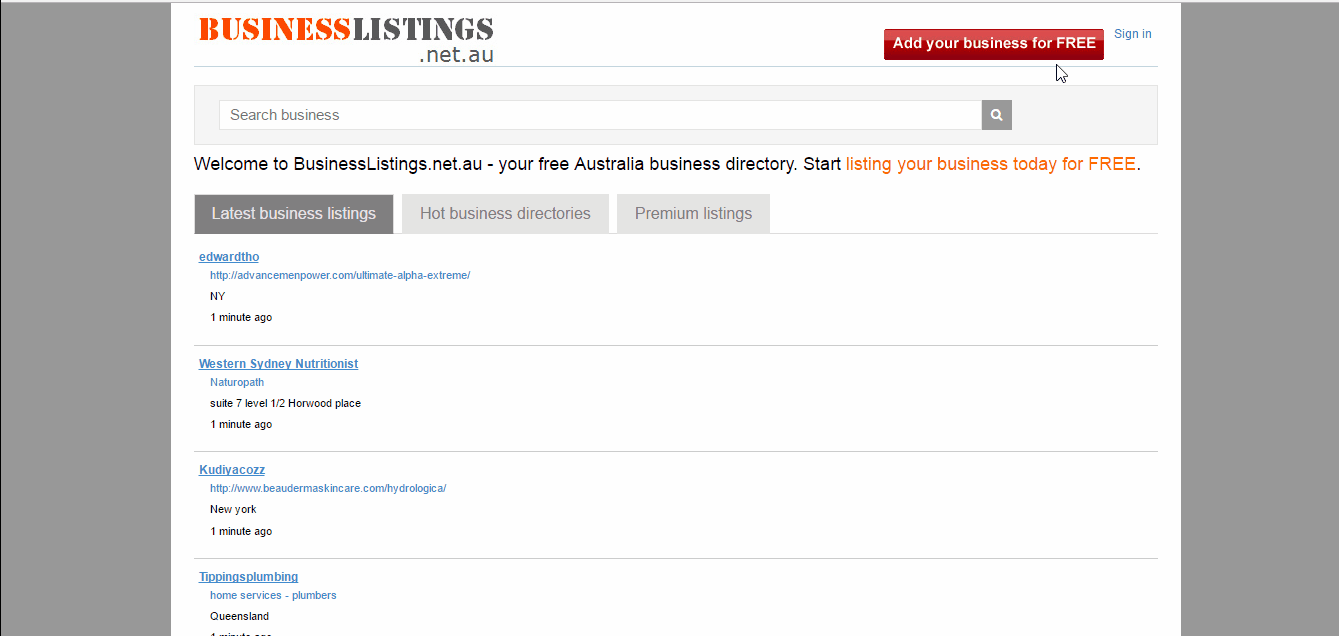 BUSINESSLISTINGS
.net.au
Add your business for FREE
Sign in
Search business
Welcome to BusinessListings.net.au - your free Australia business directory. Start listing your business today for FREE.
Latest business listings
Hot business directories
Premium listings
edwardtho
http://advancemenpower.com/ultimate-alpha-extreme/
NY
1 minute ago
Western Sydney Nutritionist
Naturopath
suite 7 level 1/2 Horwood place
1 minute ago
Kudiyacozz
http://www.beaudermaskincare.com/hydrologica/
New york
1 minute ago
Tippingsplumbing
home services - plumbers
Queensland
1 minute ago